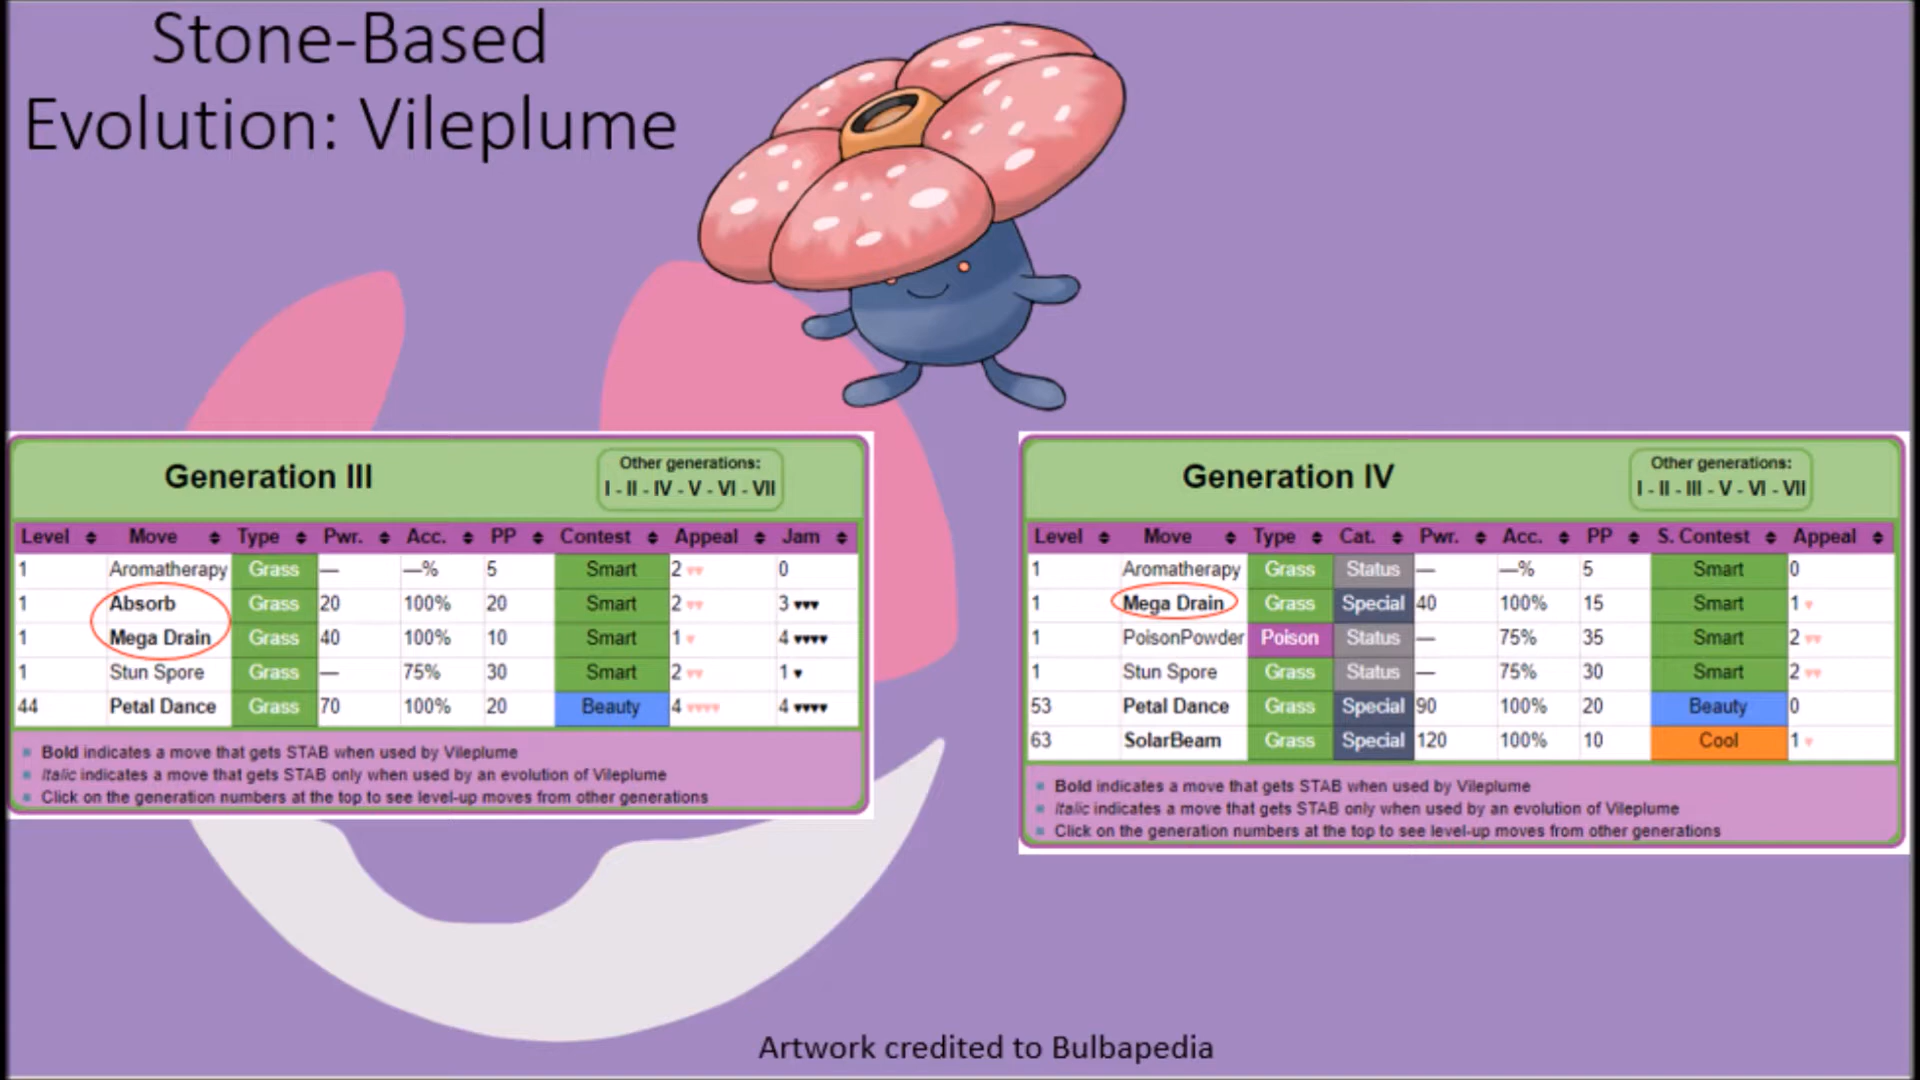 Stone-Based
Evolution: Vileplume
Generation III
Other generations:
I - II - IV - V - VI - VII
Level Move Type Pwr. Acc. PP Contest Appeal Jam
1 Aromatherapy Grass — —% 5 Smart 2 ♥♥ 0
1 Absorb Grass 20 100% 20 Smart 2 ♥♥ 3 ♥♥♥
1 Mega Drain Grass 40 100% 10 Smart 1 ♥ 4 ♥♥♥♥
1 Stun Spore Grass — 75% 30 Smart 2 ♥♥ 1 ♥
44 Petal Dance Grass 70 100% 20 Beauty 4 ♥♥♥♥ 4 ♥♥♥♥
Bold indicates a move that gets STAB when used by Vileplume
Italic indicates a move that gets STAB only when used by an evolution of Vileplume
Click on the generation numbers at the top to see level-up moves from other generations
Generation IV
Other generations:
I - II - III - V - VI - VII
Level Move Type Cat. Pwr. Acc. PP S. Contest Appeal
1 Aromatherapy Grass Status — —% 5 Smart 0
1 Mega Drain Grass Special 40 100% 15 Smart 1 ♥
1 PoisonPowder Poison Status — 75% 35 Smart 2 ♥♥
1 Stun Spore Grass Status — 75% 30 Smart 2 ♥♥
53 Petal Dance Grass Special 90 100% 20 Beauty 0
63 SolarBeam Grass Special 120 100% 10 Cool 1 ♥
Bold indicates a move that gets STAB when used by Vileplume
Italic indicates a move that gets STAB only when used by an evolution of Vileplume
Click on the generation numbers at the top to see level-up moves from other generations
Artwork credited to Bulbapedia